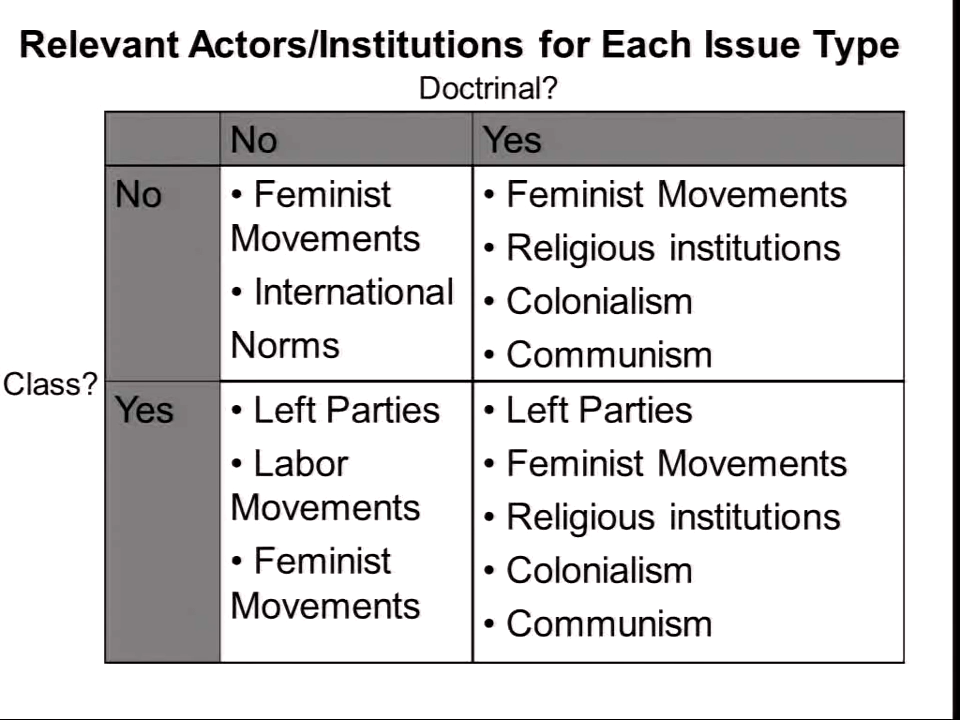 Relevant Actors/Institutions for Each Issue Type
Doctrinal?
No
Yes
No
• Feminist
Movements
• International
Norms
• Feminist Movements
• Religious institutions
• Colonialism
• Communism
Class?
Yes
• Left Parties
• Labor
Movements
• Feminist
Movements
• Left Parties
• Feminist Movements
• Religious institutions
• Colonialism
• Communism